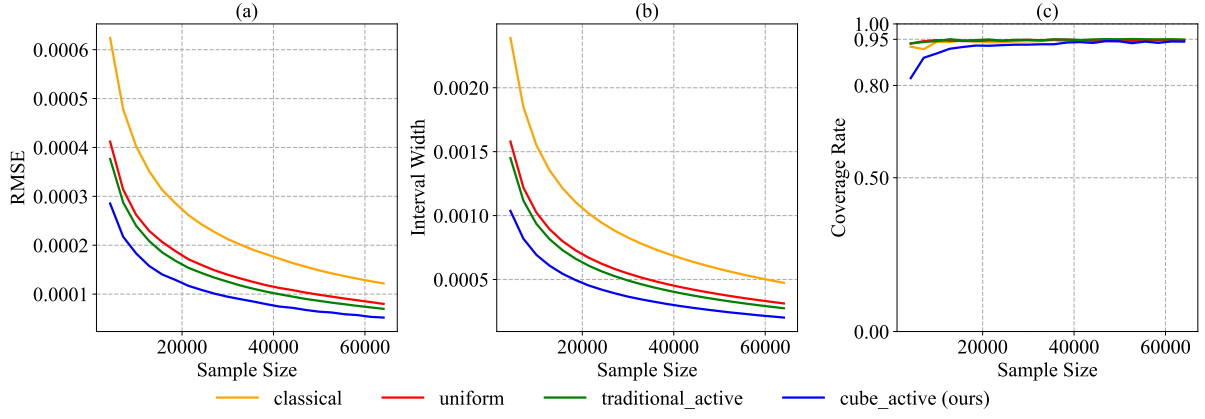 (a)
(b)
(c)
0.0006
0.0005
0.0004
0.0003
0.0002
0.0001
RMSE
20000
40000
60000
Sample Size
0.0020
0.0015
0.0010
0.0005
Interval Width
20000
40000
60000
Sample Size
1.00
0.95
0.80
0.50
0.00
Coverage Rate
20000
40000
60000
Sample Size
classical
uniform
traditional_active
cube_active (ours)